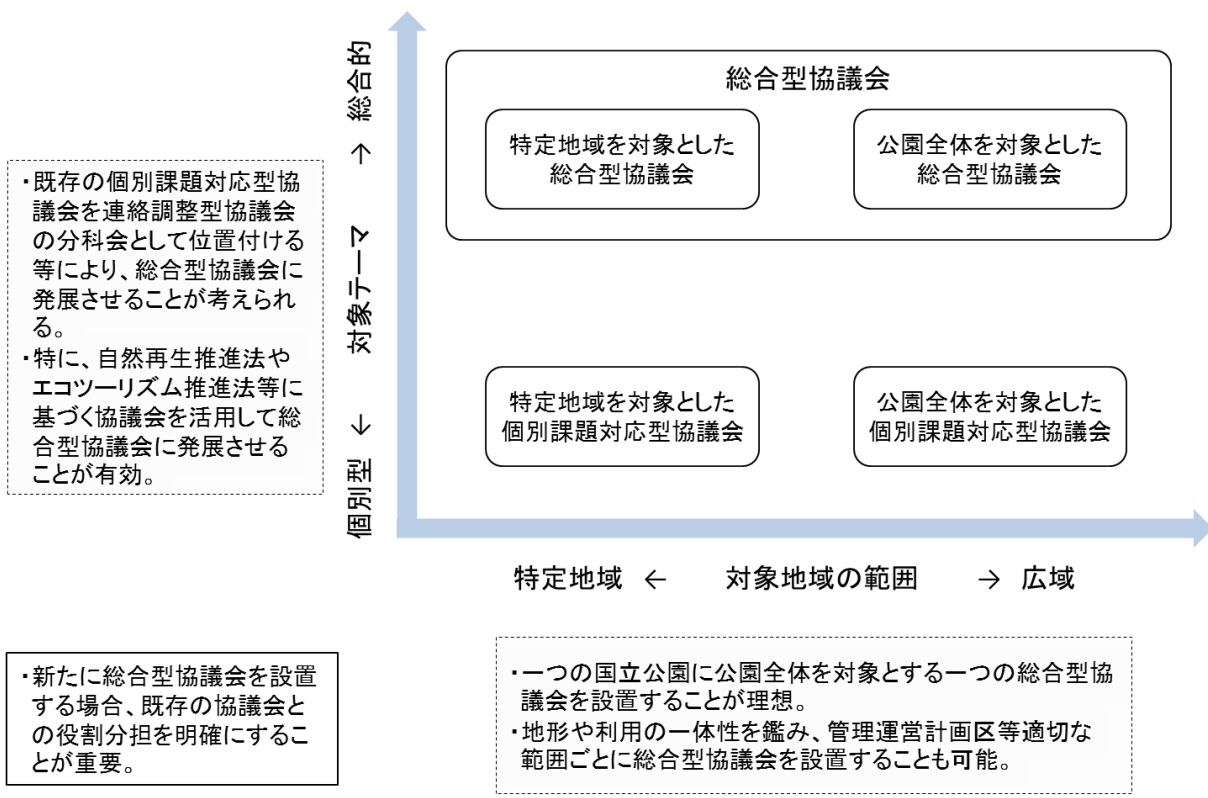 総合型協議会
特定地域を対象とした
総合型協議会
公園全体を対象とした
総合型協議会
特定地域を対象とした
個別課題対応型協議会
公園全体を対象とした
個別課題対応型協議会
個別型 ← 対象テーマ → 総合的
特定地域 ← 対象地域の範囲 → 広域
・既存の個別課題対応型協
議会を連絡調整型協議会
の分科会として位置付ける
等により、総合型協議会に
発展させることが考えられ
る。
・特に、自然再生推進法や
エコツーリズム推進法等に
基づく協議会を活用して総
合型協議会に発展させる
ことが有効。
・新たに総合型協議会を設置
する場合、既存の協議会と
の役割分担を明確にするこ
とが重要。
・一つの国立公園に公園全体を対象とする一つの総合型協
議会を設置することが理想。
・地形や利用の一体性を鑑み、管理運営計画区等適切な
範囲ごとに総合型協議会を設置することも可能。